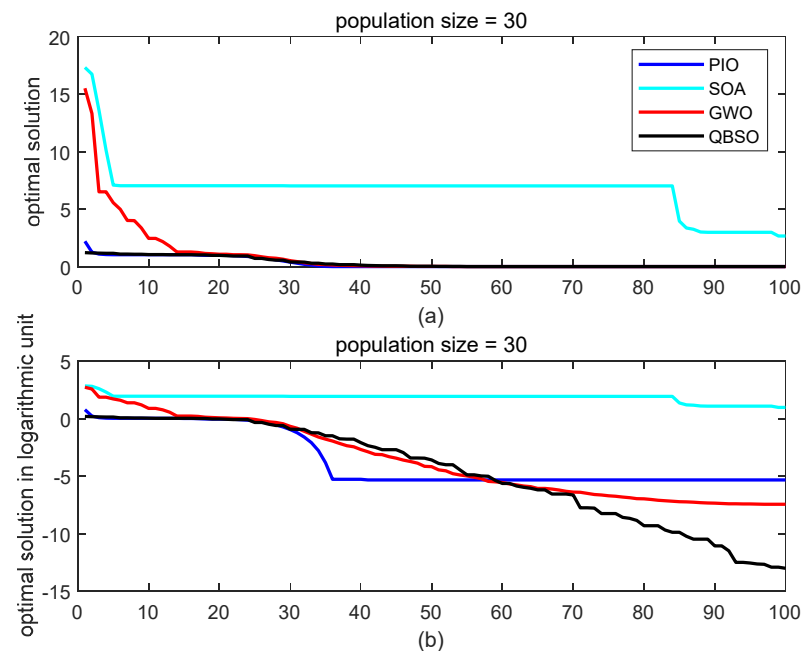 population size = 30
optimal solution
20
15
10
5
0
PIO
SOA
GWO
QBSO
0 10 20 30 40 50 60 70 80 90 100
(a)
population size = 30
optimal solution in logarithmic unit
5
0
-5
-10
-15
0 10 20 30 40 50 60 70 80 90 100
(b)